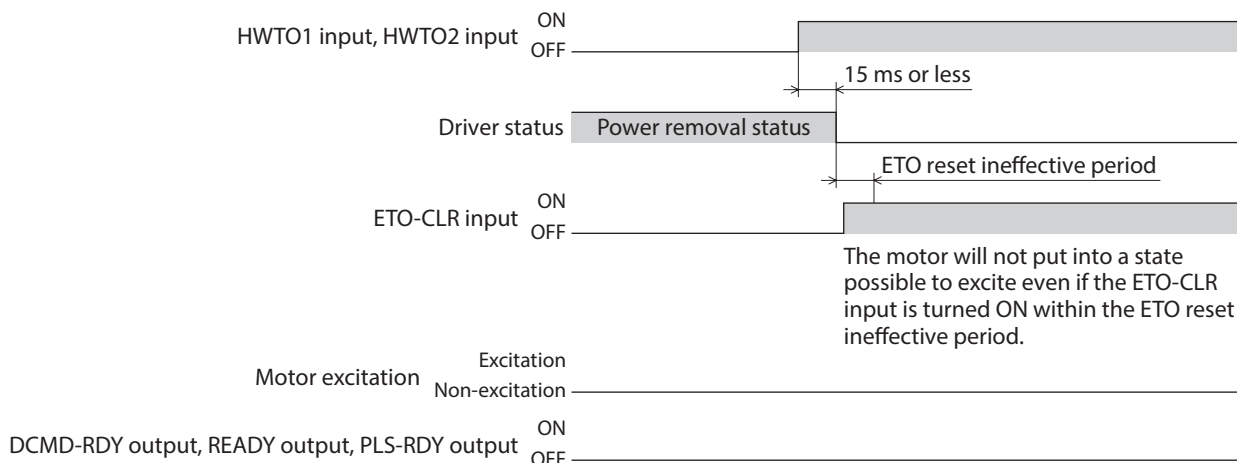 ON
HWTO1 input, HWTO2 input
OFF
15 ms or less
Driver status
Power removal status
ETO reset ineffective period
ON
ETO-CLR input
OFF
The motor will not put into a state
possible to excite even if the ETO-CLR
input is turned ON within the ETO reset
ineffective period.
Excitation
Motor excitation
Non-excitation
ON
DCMD-RDY output, READY output, PLS-RDY output
OFF